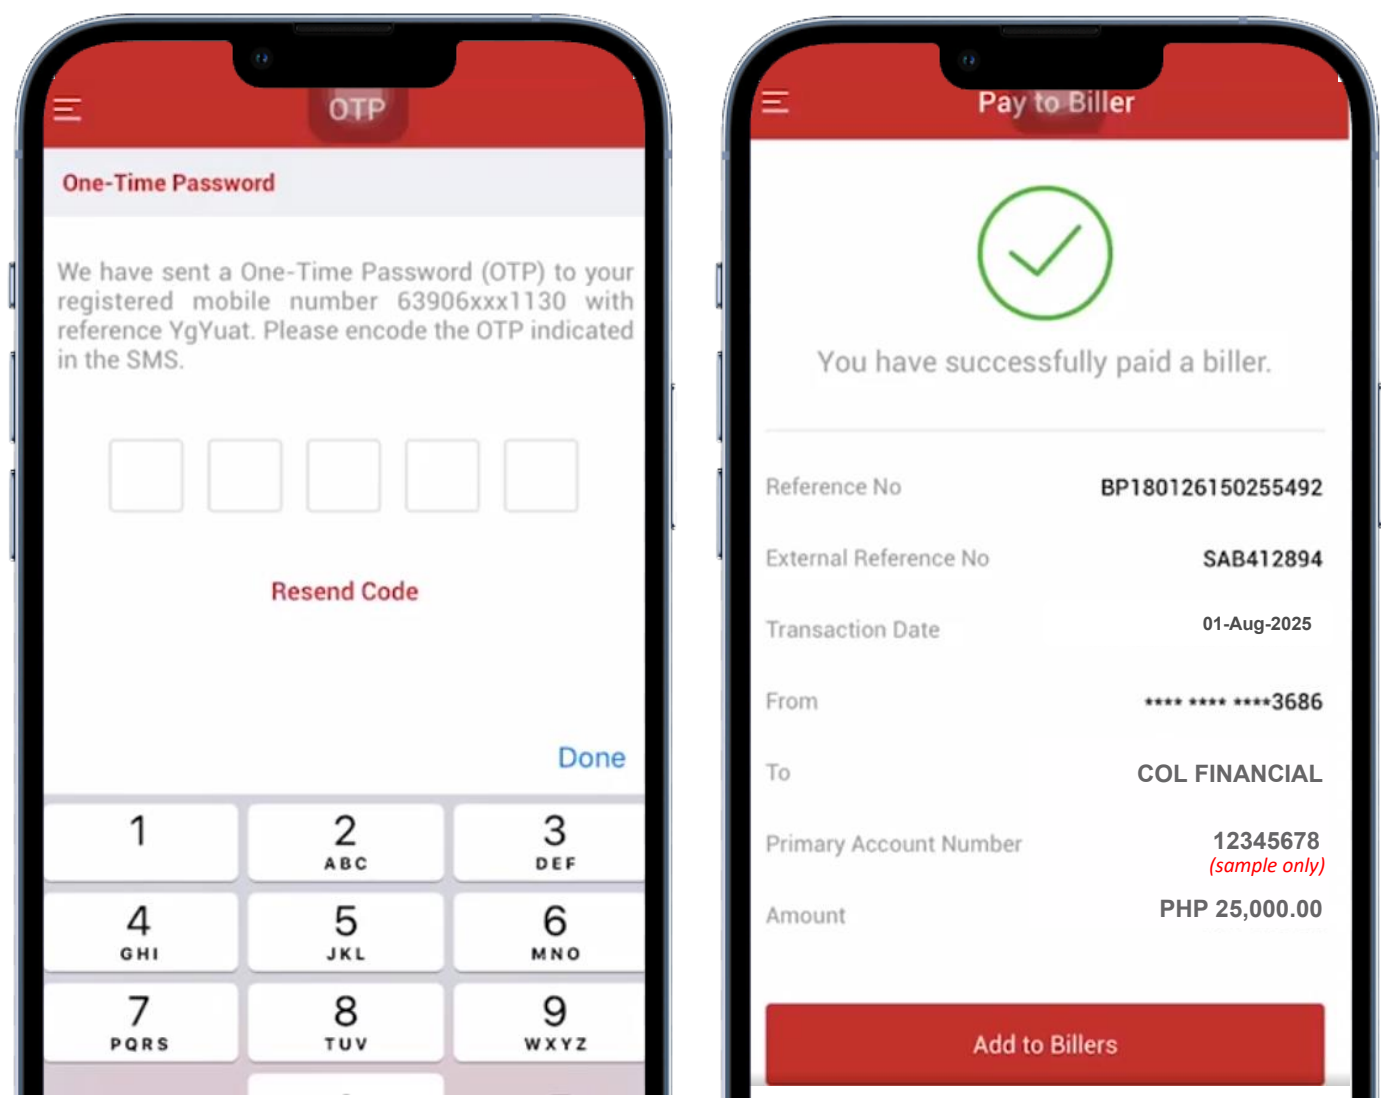 OTP
One-Time Password
We have sent a One-Time Password (OTP) to your
registered mobile number 63906xxx1130 with
reference YgYuat. Please encode the OTP indicated
in the SMS.
Resend Code
Done
1
2
ABC
3
DEF
4
GHI
5
JKL
6
MNO
7
PQRS
8
TUV
9
WXYZ
Pay to Biller
You have successfully paid a biller.
Reference No BP180126150255492
External Reference No SAB412894
Transaction Date 01-Aug-2025
From **** **** ****3686
To COL FINANCIAL
Primary Account Number 12345678
(sample only)
Amount PHP 25,000.00
Add to Billers